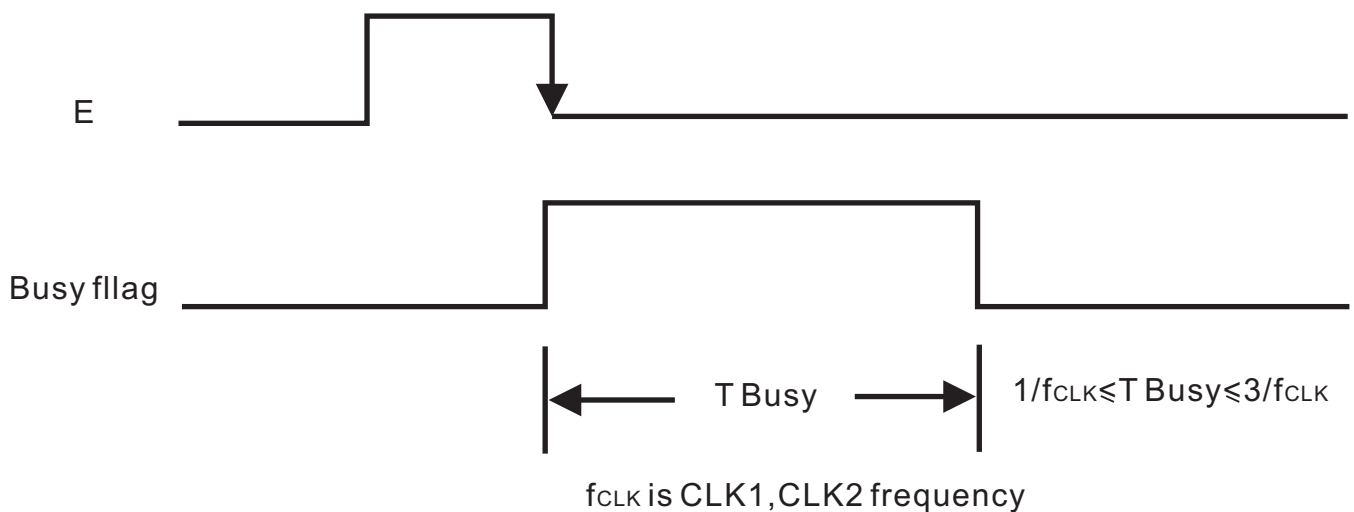 E
Busy fllag
T Busy
1/fCLK⩽T Busy⩽3/fCLK
fCLK is CLK1,CLK2 frequency